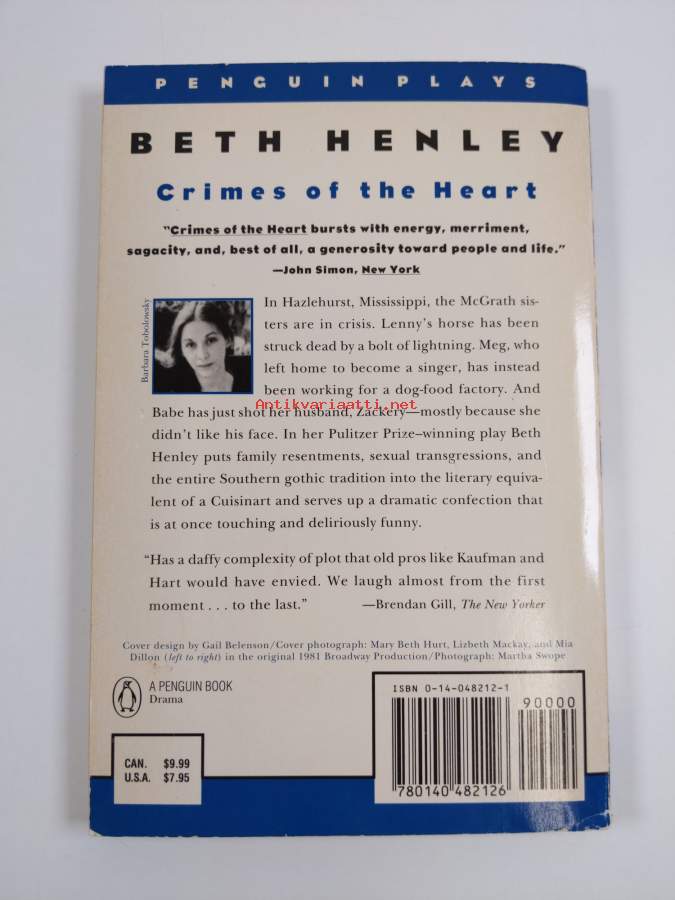 PENGUIN PLAYS
BETH HENLEY
Crimes of the Heart
"Crimes of the Heart bursts with energy, merriment,
sagacity, and, best of all, a generosity toward people and life."
—John Simon, New York
Barbara Tobolowsky
In Hazlehurst, Mississippi, the McGrath sis-
ters are in crisis. Lenny's horse has been
struck dead by a bolt of lightning. Meg, who
left home to become a singer, has instead
been working for a dog-food factory. And
Antikvariaatti.net
Babe has just shot her husband, Zackery—mostly because she
didn't like his face. In her Pulitzer Prize–winning play Beth
Henley puts family resentments, sexual transgressions, and
the entire Southern gothic tradition into the literary equiva-
lent of a Cuisinart and serves up a dramatic confection that
is at once touching and deliriously funny.
"Has a daffy complexity of plot that old pros like Kaufman and
Hart would have envied. We laugh almost from the first
moment . . . to the last." —Brendan Gill, The New Yorker
Cover design by Gail Belenson/Cover photograph: Mary Beth Hurt, Lizbeth Mackay, and Mia
Dillon (left to right) in the original 1981 Broadway Production/Photograph: Martha Swope
A PENGUIN BOOK
Drama
ISBN 0-14-048212-1
90000
9 780140 482126
CAN. $9.99
U.S.A. $7.95